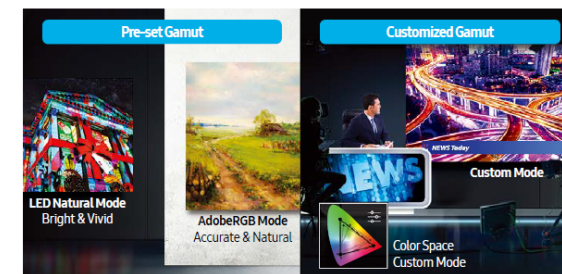 Pre-set Gamut
Customized Gamut
LED Natural Mode
Bright & Vivid
AdobeRGB Mode
Accurate & Natural
NEWS Today
NEWS
Custom Mode
Color Space
Custom Mode